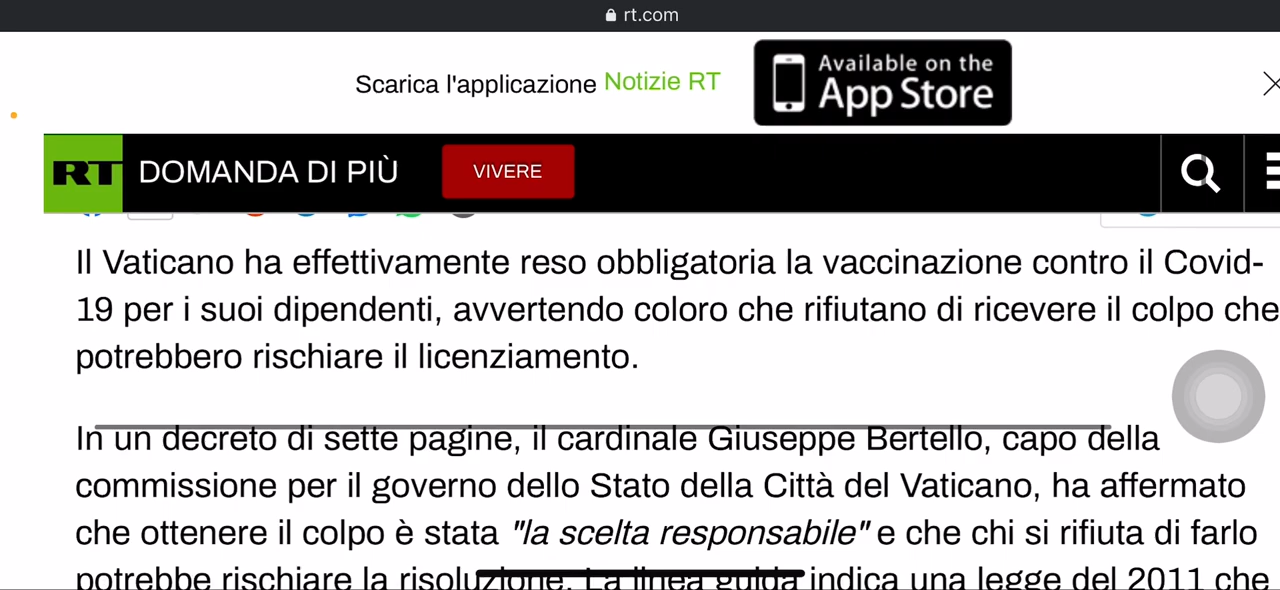 rt.com
Scarica l'applicazione Notizie RT
Available on the
App Store
RT DOMANDA DI PIÙ VIVERE
Il Vaticano ha effettivamente reso obbligatoria la vaccinazione contro il Covid-
19 per i suoi dipendenti, avvertendo coloro che rifiutano di ricevere il colpo che
potrebbero rischiare il licenziamento.
In un decreto di sette pagine, il cardinale Giuseppe Bertello, capo della
commissione per il governo dello Stato della Città del Vaticano, ha affermato
che ottenere il colpo è stata "la scelta responsabile" e che chi si rifiuta di farlo
potrebbe rischiare la risoluzione. La linea guida indica una legge del 2011 che